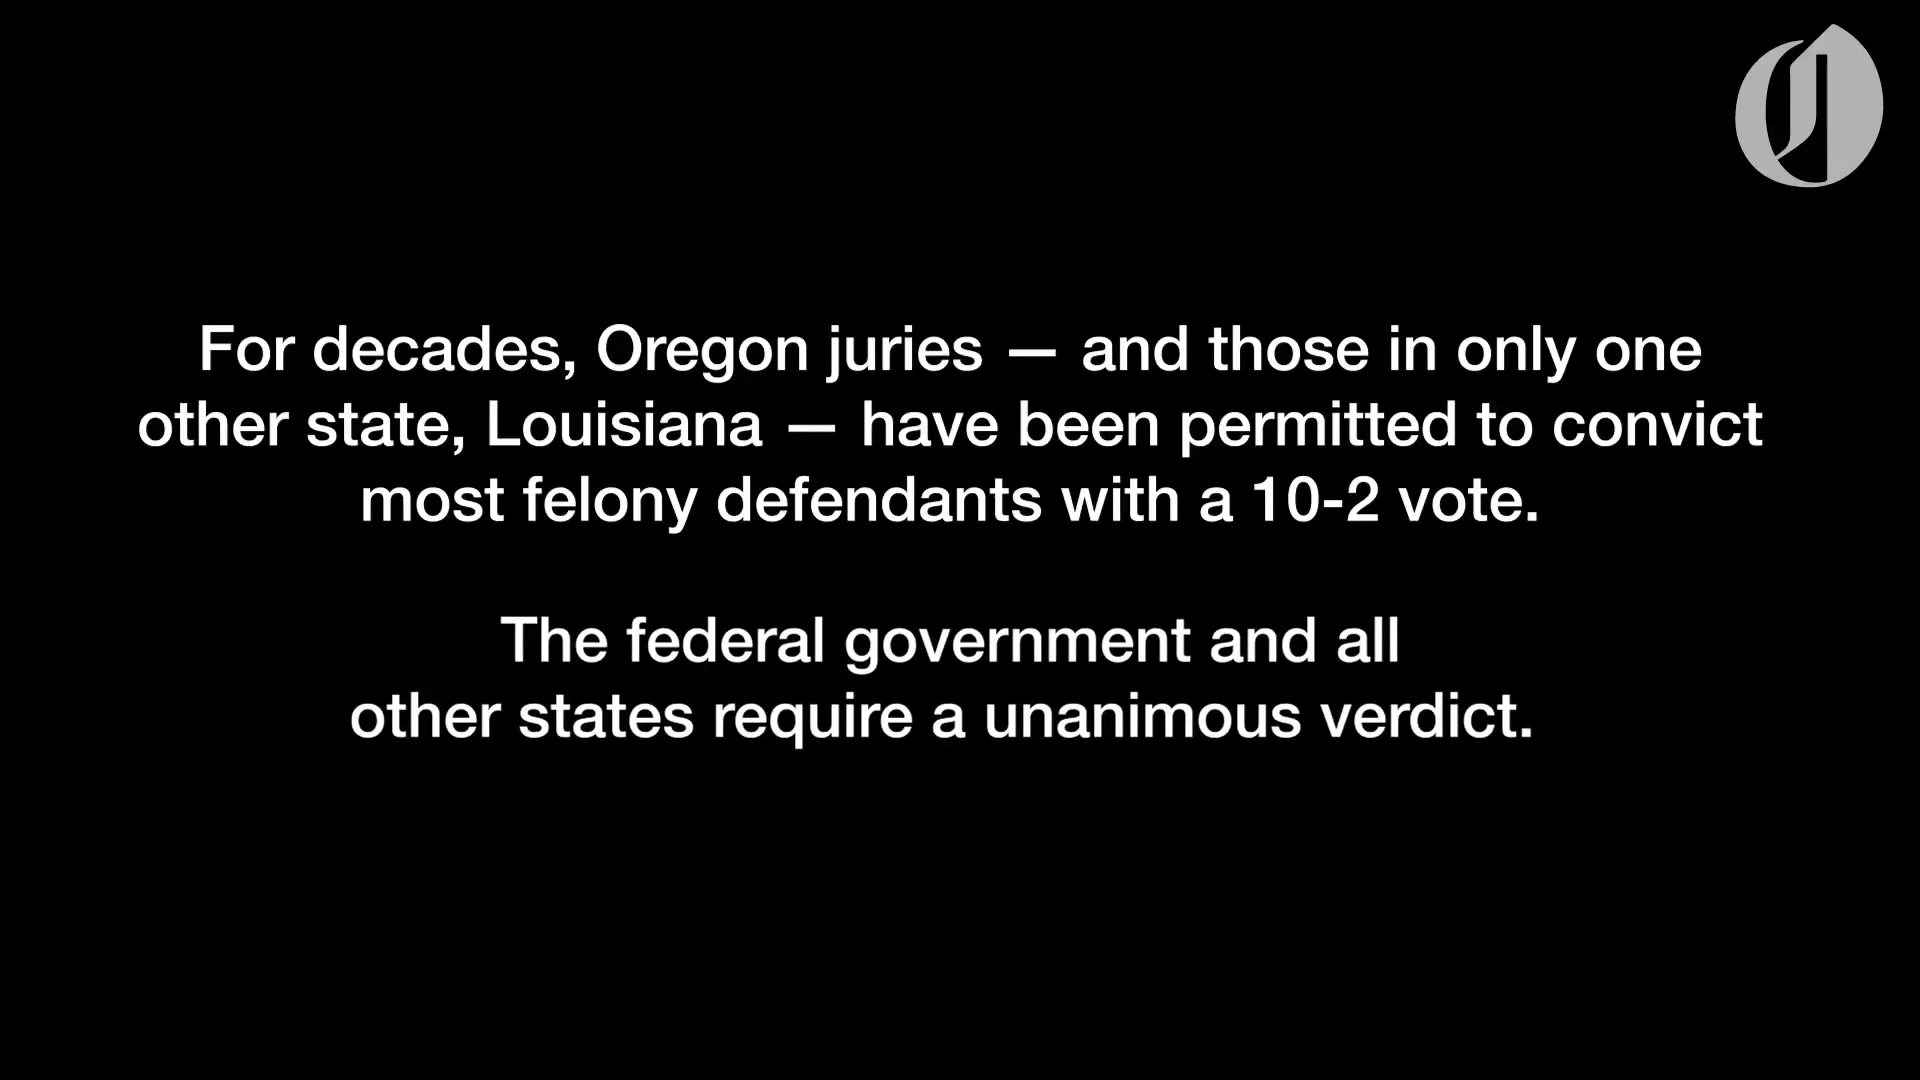 For decades, Oregon juries — and those in only one
other state, Louisiana — have been permitted to convict
most felony defendants with a 10-2 vote.
The federal government and all
other states require a unanimous verdict.